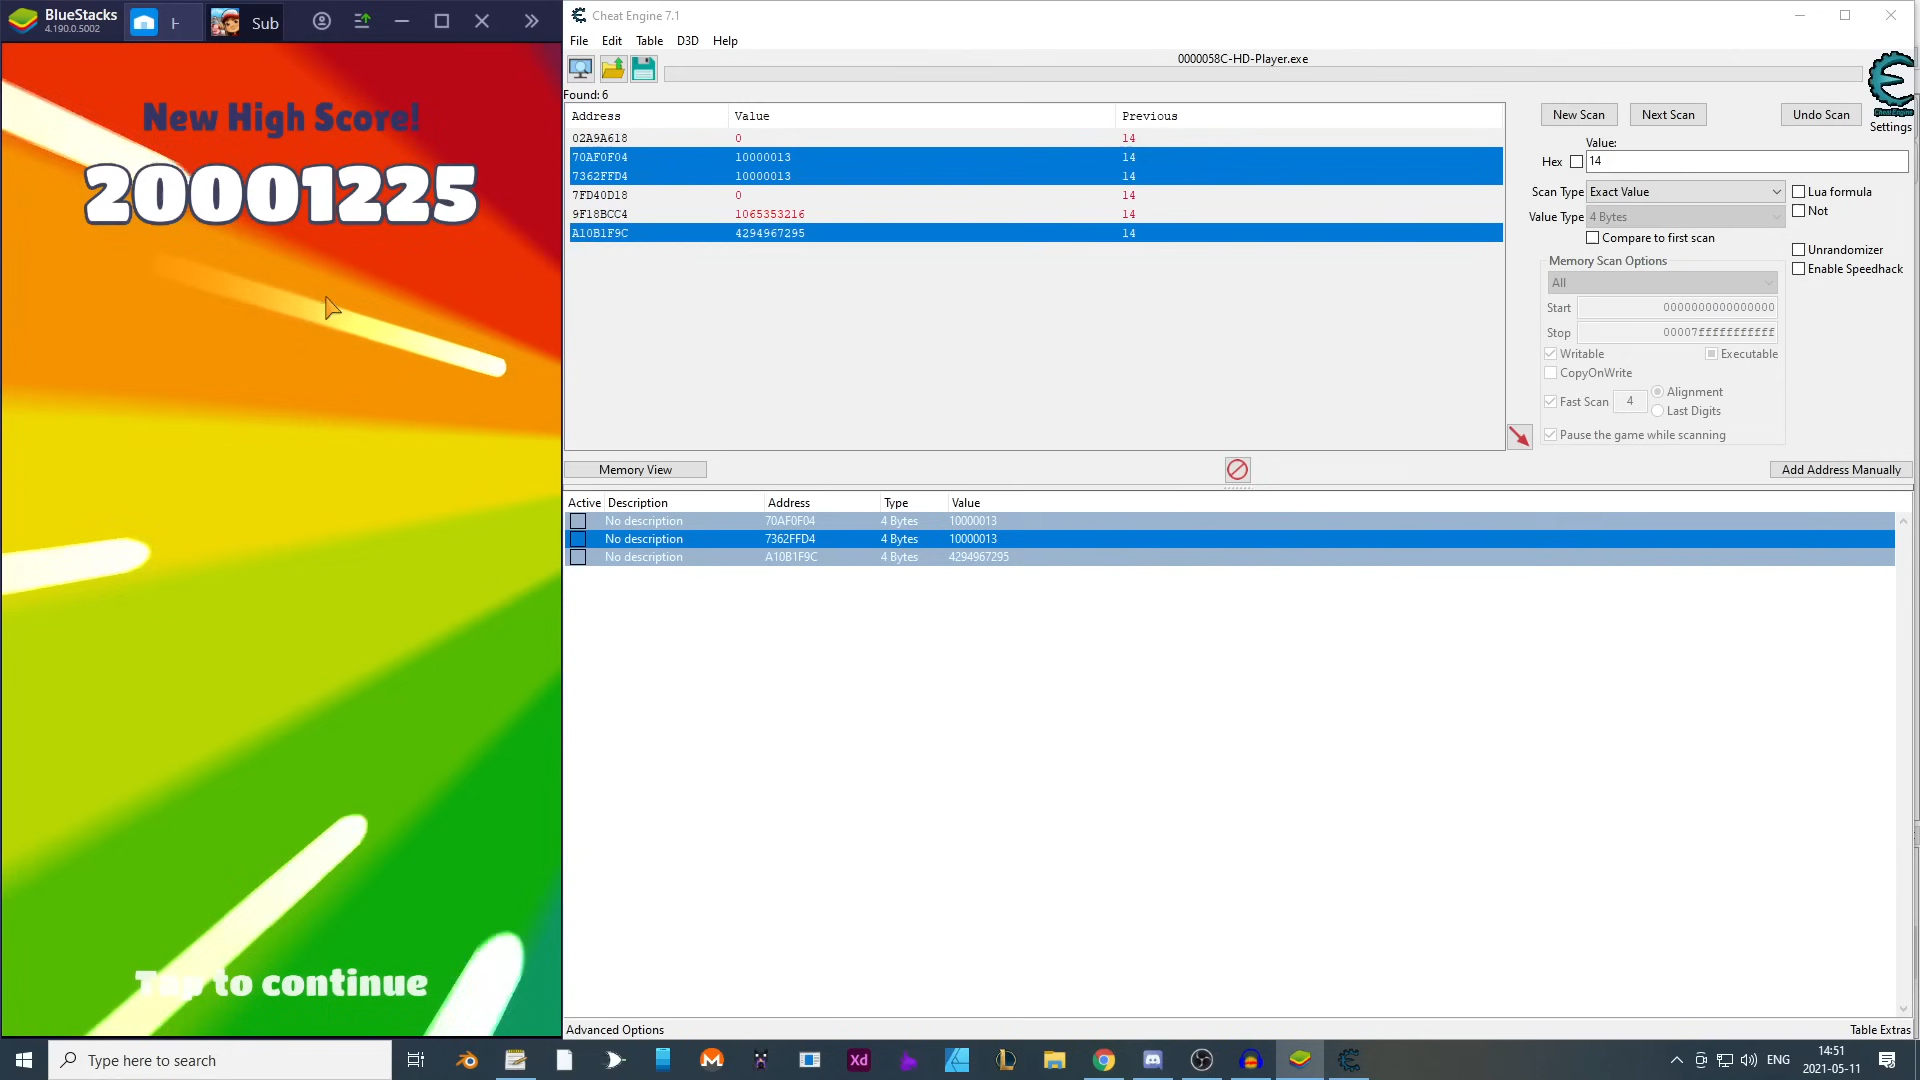 BlueStacks
4.190.0.5002
Sub
New High Score!
20001225
Tap to continue
Cheat Engine 7.1
File Edit Table D3D Help
0000058C-HD-Player.exe
Found: 6
Address Value Previous
02A9A618 0 14
70AF0F04 10000013 14
7362FFD4 10000013 14
7FD40D18 0 14
9F18BCC4 1065353216 14
A10B1F9C 4294967295 14
New Scan Next Scan Undo Scan
Cheat Engine
Settings
Value:
Hex 14
Scan Type Exact Value Lua formula
Value Type 4 Bytes Not
Compare to first scan
Unrandomizer
Memory Scan Options
Enable Speedhack
All
Start 0000000000000000
Stop 00007fffffffffff
Writable Executable
CopyOnWrite
Fast Scan 4 Alignment
Last Digits
Pause the game while scanning
Memory View Add Address Manually
Active Description Address Type Value
No description 70AF0F04 4 Bytes 10000013
No description 7362FFD4 4 Bytes 10000013
No description A10B1F9C 4 Bytes 4294967295
Advanced Options Table Extras
Type here to search
Xd
ENG
14:51
2021-05-11